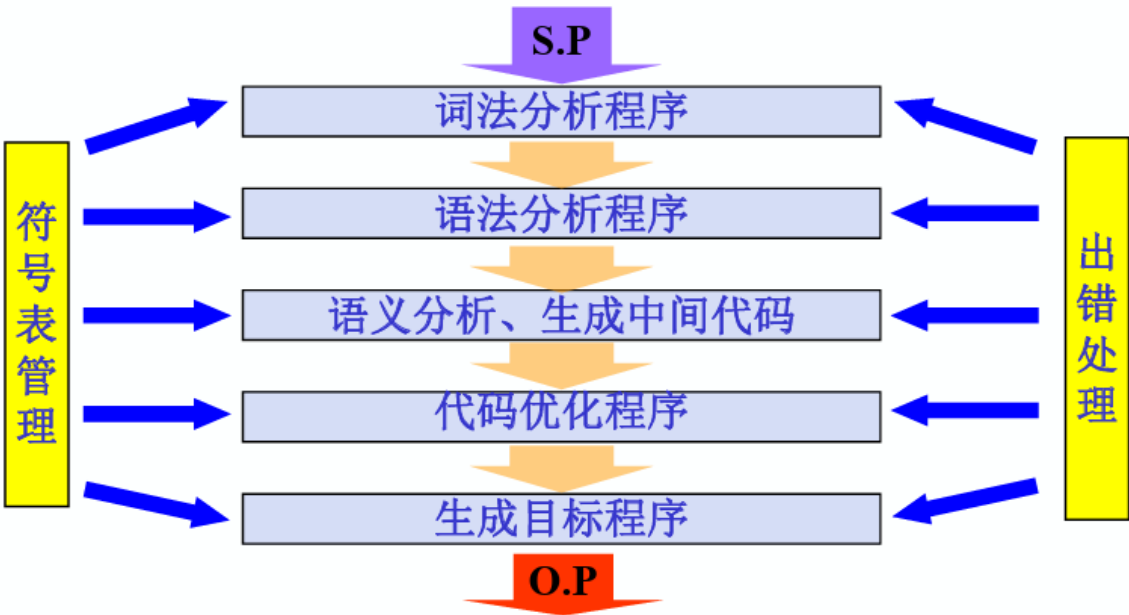 S.P
词法分析程序
语法分析程序
语义分析、生成中间代码
代码优化程序
生成目标程序
O.P
符号表管理
出错处理